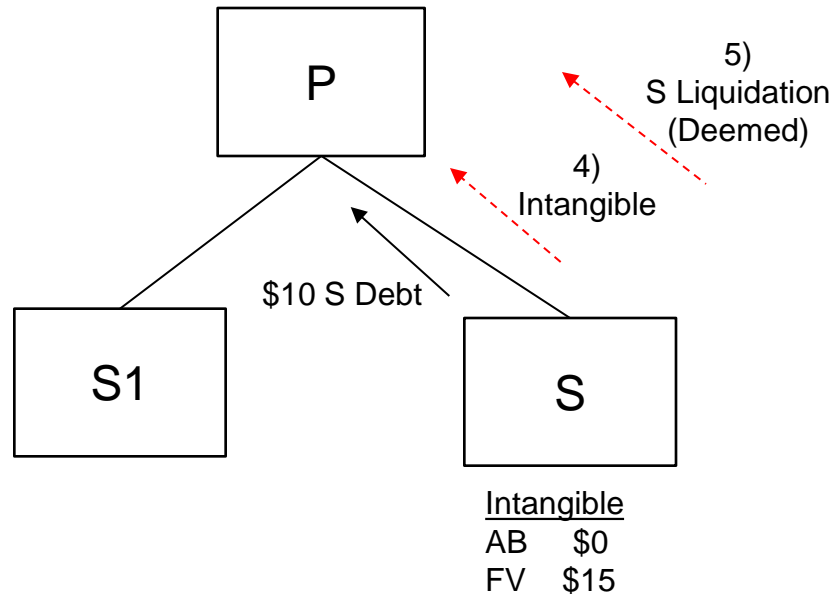 P
5)
S Liquidation
(Deemed)
4)
Intangible
$10 S Debt
S1
S
Intangible
AB $0
FV $15